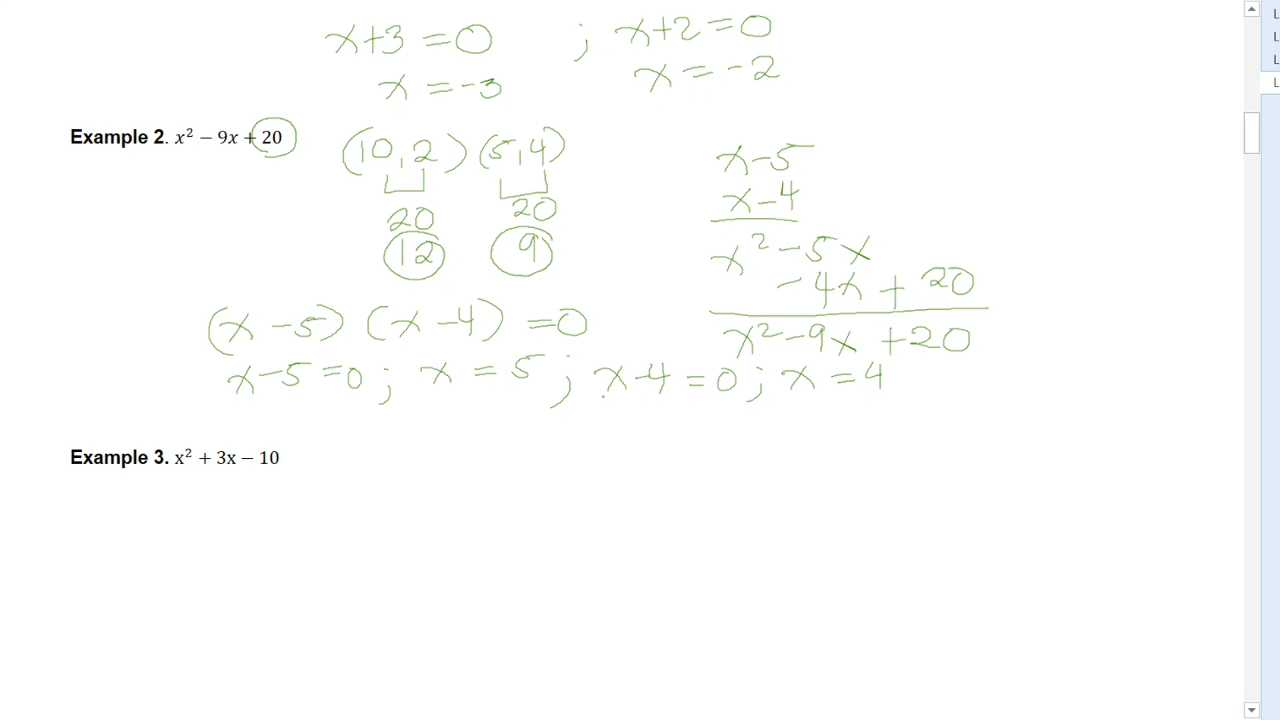 x+3 = 0 ; x+2 = 0
x = -3 x = -2
Example 2. x² − 9x + 20 (10, 2) (5, 4)
x-5
x-4
20 20
12 9
x² -5x
-4x + 20
(x -5) (x -4) = 0
x² -9x +20
x-5=0 ; x = 5 ; x-4=0 ; x = 4
Example 3. x² + 3x − 10
L
L
L
L